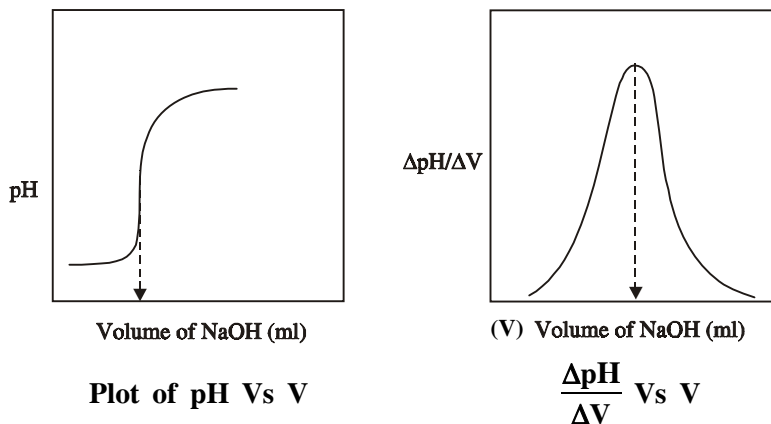 pH
Volume of NaOH (ml)
Plot of pH Vs V
ΔpH/ΔV
(V) Volume of NaOH (ml)
ΔpH
ΔV
Vs V